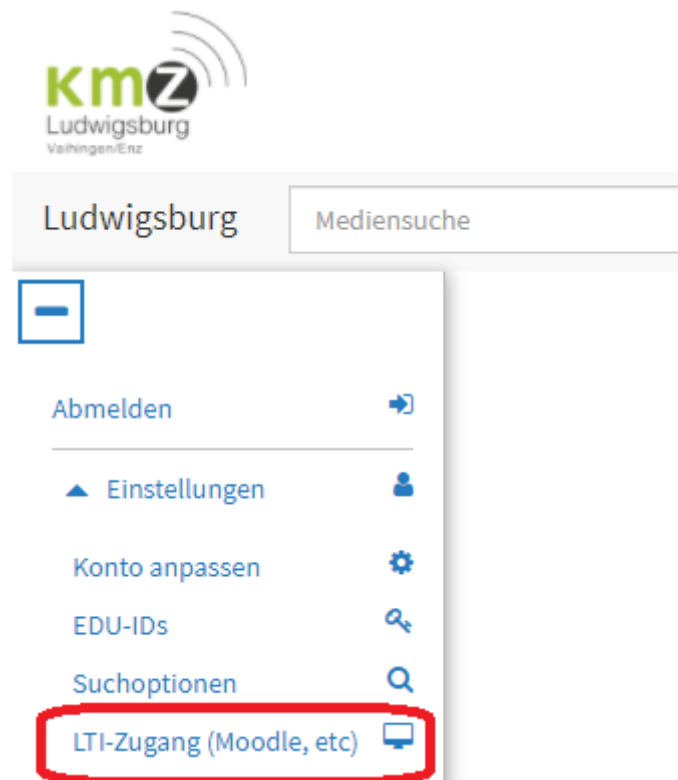 kmz
Ludwigsburg
Vaihingen/Enz
Ludwigsburg
Mediensuche
Abmelden
Einstellungen
Konto anpassen
EDU-IDs
Suchoptionen
LTI-Zugang (Moodle, etc)